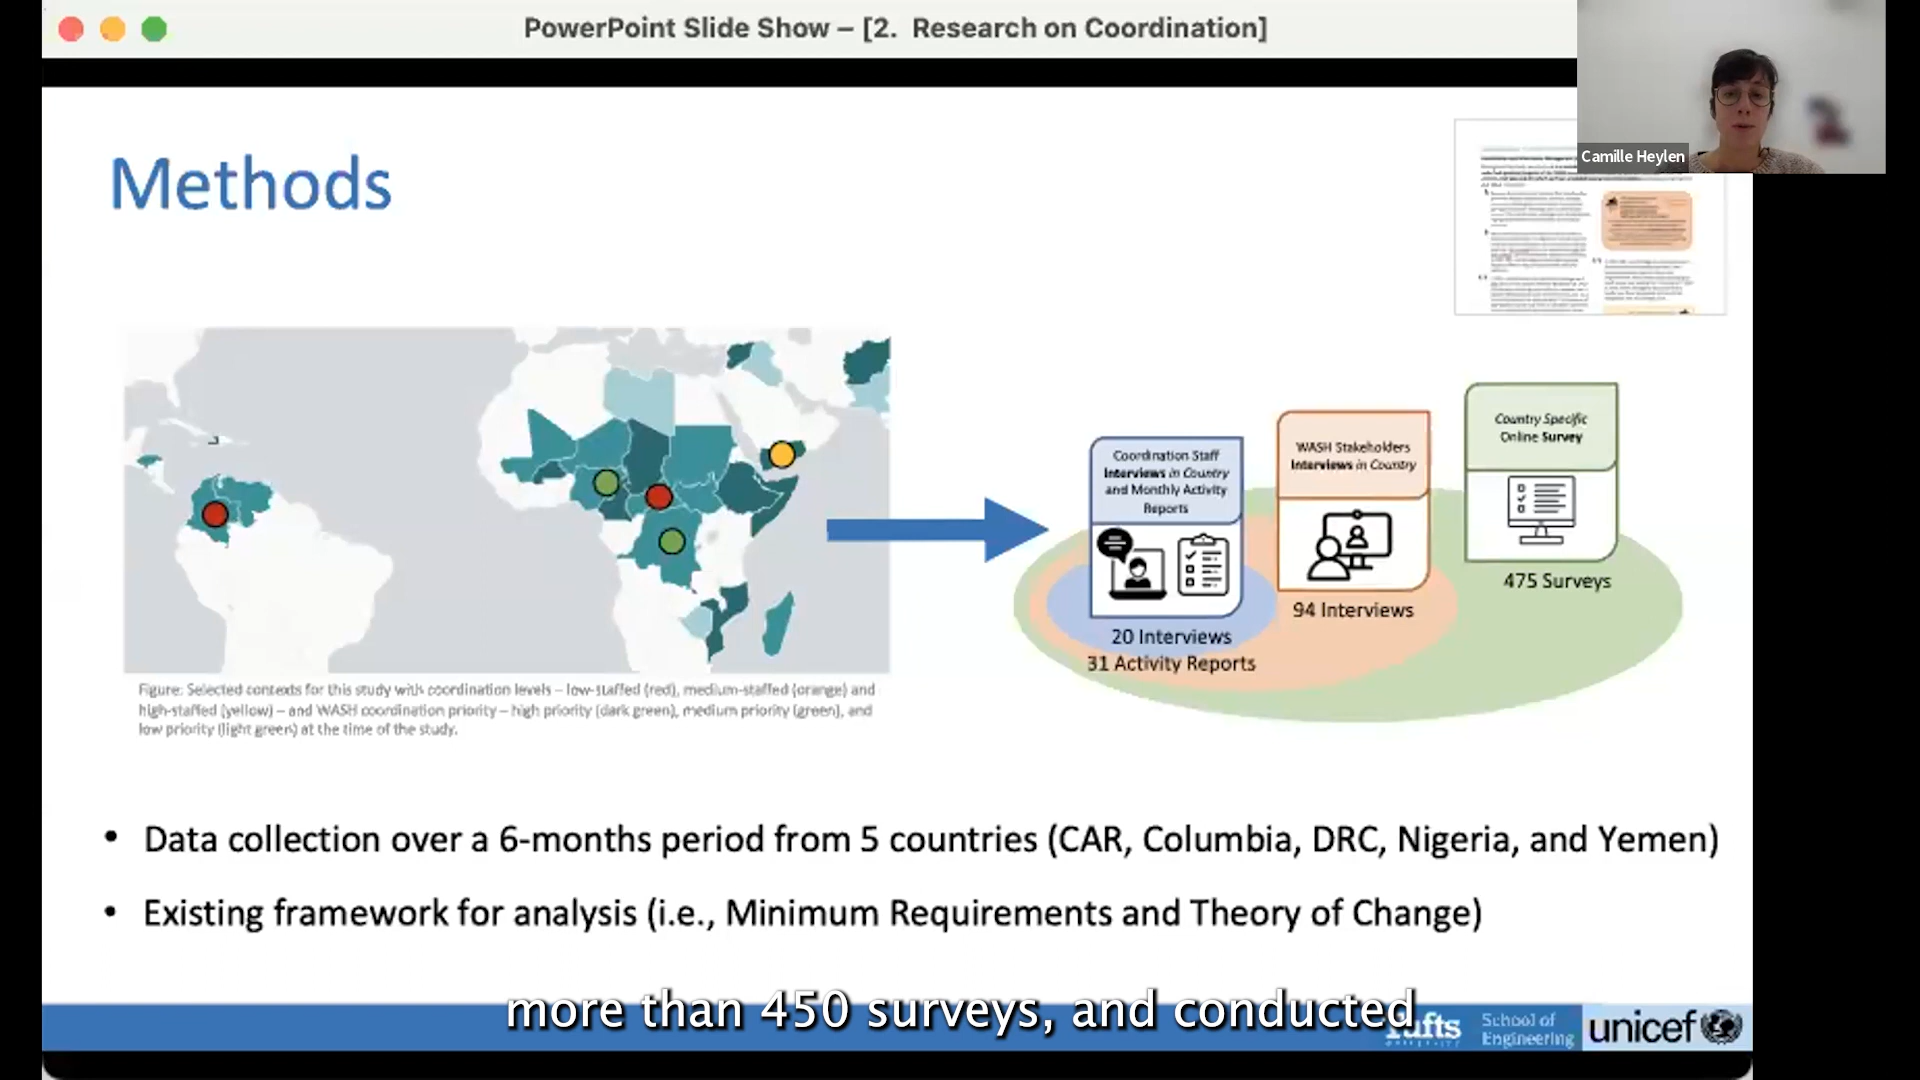 PowerPoint Slide Show – [2. Research on Coordination]
Camille Heylen
Methods
Coordination Staff
Interviews in Country
and Monthly Activity
Reports
WASH Stakeholders
Interviews in Country
Country Specific
Online Survey
20 Interviews
31 Activity Reports
94 Interviews
475 Surveys
Figure: Selected contexts for this study with coordination levels – low-staffed (red), medium-staffed (orange) and
high-staffed (yellow) – and WASH coordination priority – high priority (dark green), medium priority (green), and
low priority (light green) at the time of the study.
• Data collection over a 6-months period from 5 countries (CAR, Columbia, DRC, Nigeria, and Yemen)
• Existing framework for analysis (i.e., Minimum Requirements and Theory of Change)
more than 450 surveys, and conducted
Tufts
School of
Engineering
unicef